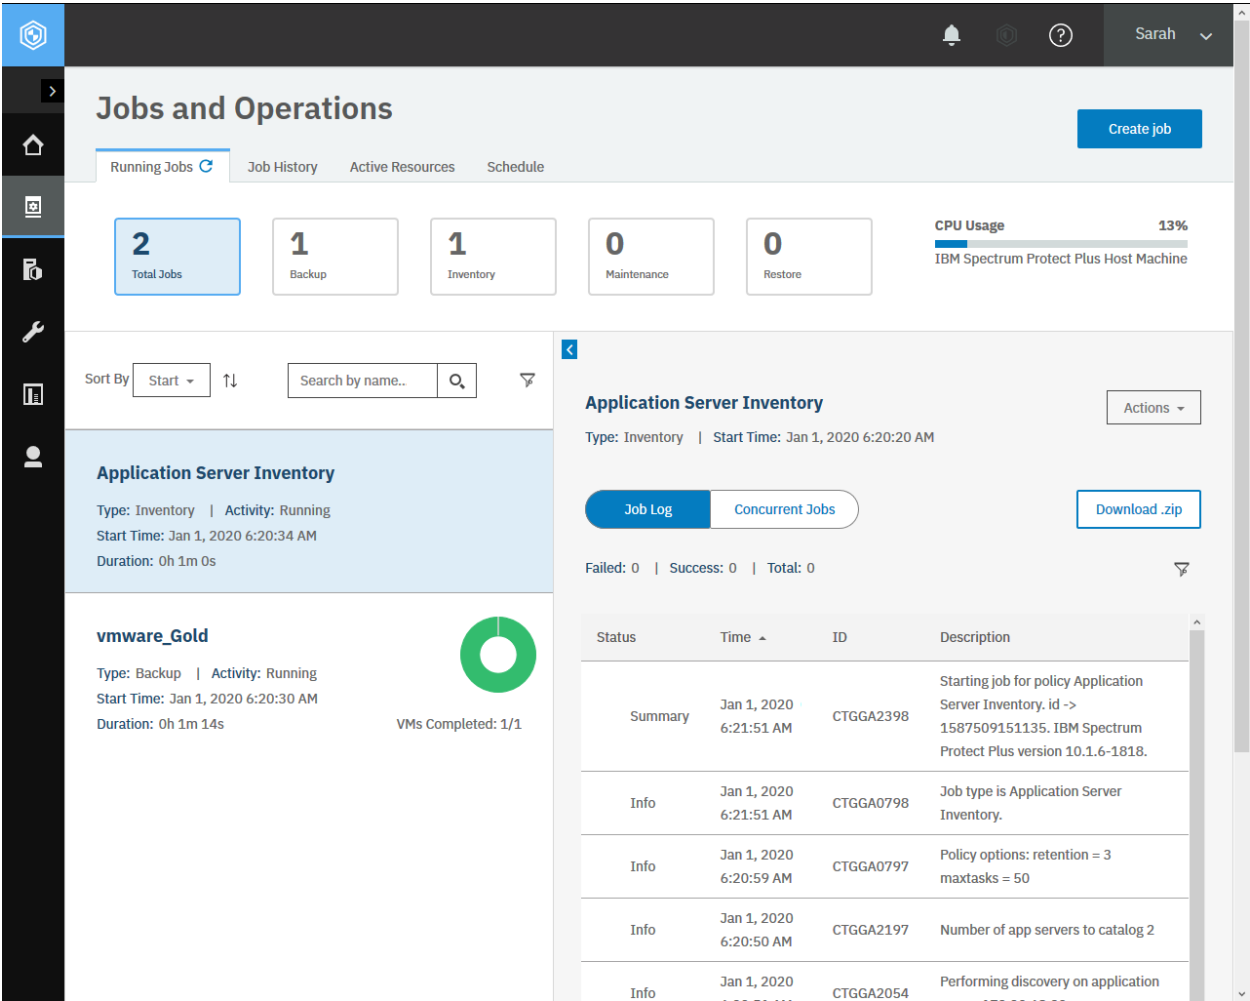 Sarah
Jobs and Operations
Create job
Running Jobs
Job History
Active Resources
Schedule
2
Total Jobs
1
Backup
1
Inventory
0
Maintenance
0
Restore
CPU Usage 13%
IBM Spectrum Protect Plus Host Machine
Sort By Start
Search by name..
Application Server Inventory
Type: Inventory | Activity: Running
Start Time: Jan 1, 2020 6:20:34 AM
Duration: 0h 1m 0s
vmware_Gold
Type: Backup | Activity: Running
Start Time: Jan 1, 2020 6:20:30 AM
Duration: 0h 1m 14s
VMs Completed: 1/1
Application Server Inventory
Actions
Type: Inventory | Start Time: Jan 1, 2020 6:20:20 AM
Job Log
Concurrent Jobs
Download .zip
Failed: 0 | Success: 0 | Total: 0
Status Time ID Description
Summary
Jan 1, 2020
6:21:51 AM
CTGGA2398
Starting job for policy Application
Server Inventory. id ->
1587509151135. IBM Spectrum
Protect Plus version 10.1.6-1818.
Info
Jan 1, 2020
6:21:51 AM
CTGGA0798
Job type is Application Server
Inventory.
Info
Jan 1, 2020
6:20:59 AM
CTGGA0797
Policy options: retention = 3
maxtasks = 50
Info
Jan 1, 2020
6:20:50 AM
CTGGA2197
Number of app servers to catalog 2
Info
Jan 1, 2020
CTGGA2054
Performing discovery on application